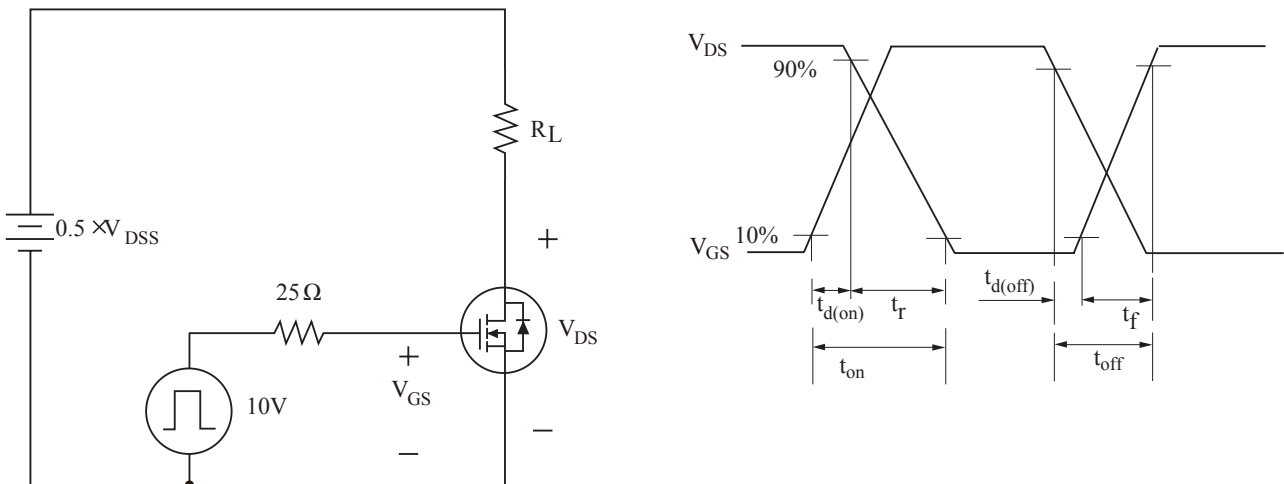 R_L
0.5 ×V_DSS
+
25Ω
V_DS
+
V_GS
10V
−
−
V_DS
90%
V_GS
10%
t_d(on)
t_r
t_d(off)
t_f
t_on
t_off